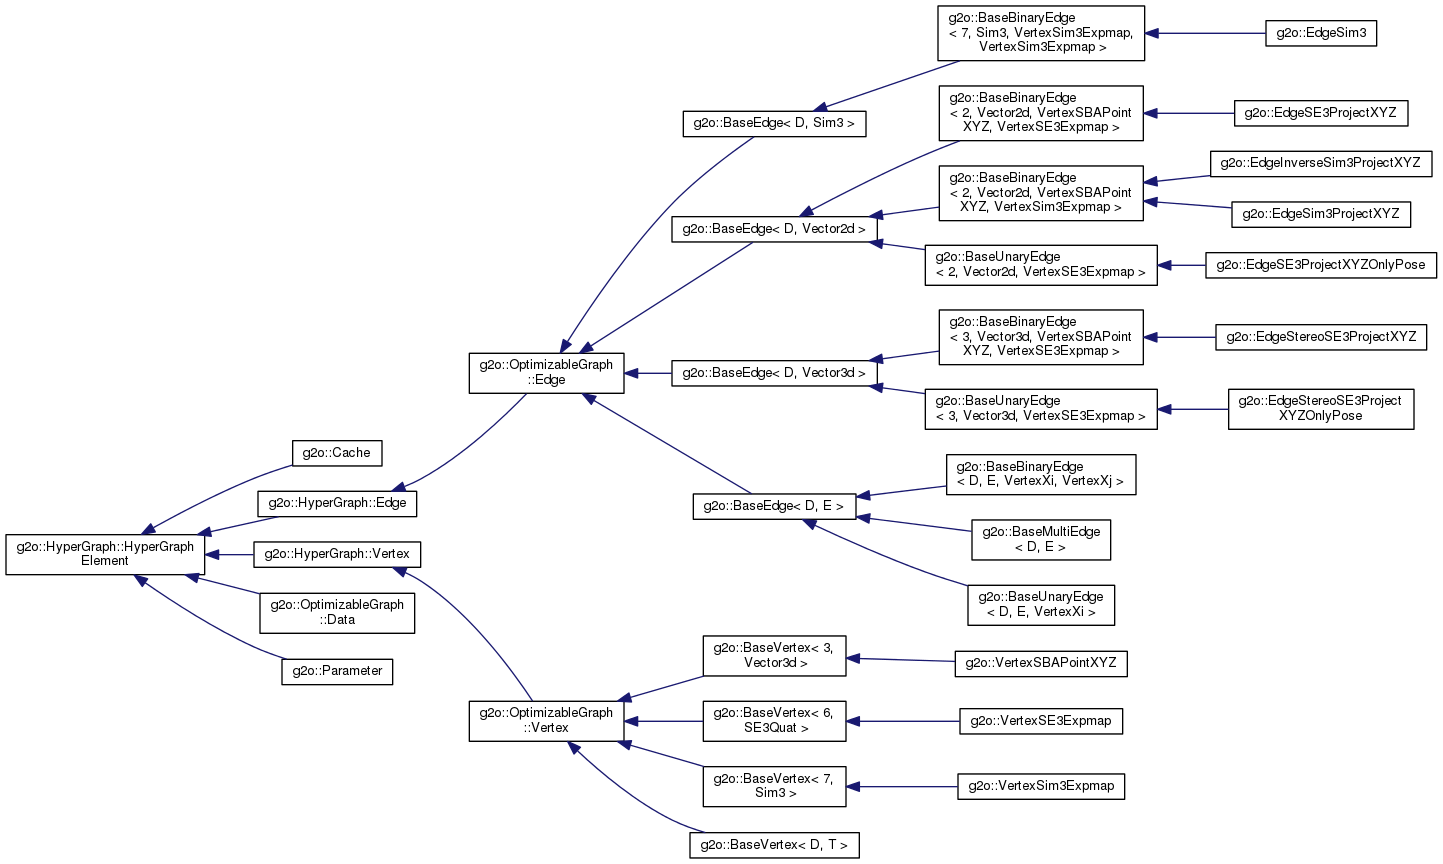 g2o::BaseBinaryEdge
< 7, Sim3, VertexSim3Expmap,
VertexSim3Expmap >
g2o::EdgeSim3
g2o::BaseEdge< D, Sim3 >
g2o::BaseBinaryEdge
< 2, Vector2d, VertexSBAPoint
XYZ, VertexSE3Expmap >
g2o::EdgeSE3ProjectXYZ
g2o::BaseBinaryEdge
< 2, Vector2d, VertexSBAPoint
XYZ, VertexSim3Expmap >
g2o::EdgeInverseSim3ProjectXYZ
g2o::EdgeSim3ProjectXYZ
g2o::BaseEdge< D, Vector2d >
g2o::BaseUnaryEdge
< 2, Vector2d, VertexSE3Expmap >
g2o::EdgeSE3ProjectXYZOnlyPose
g2o::BaseBinaryEdge
< 3, Vector3d, VertexSBAPoint
XYZ, VertexSE3Expmap >
g2o::EdgeStereoSE3ProjectXYZ
g2o::OptimizableGraph
::Edge
g2o::BaseEdge< D, Vector3d >
g2o::BaseUnaryEdge
< 3, Vector3d, VertexSE3Expmap >
g2o::EdgeStereoSE3Project
XYZOnlyPose
g2o::Cache
g2o::BaseBinaryEdge
< D, E, VertexXi, VertexXj >
g2o::HyperGraph::Edge
g2o::BaseEdge< D, E >
g2o::BaseMultiEdge
< D, E >
g2o::HyperGraph::HyperGraph
Element
g2o::HyperGraph::Vertex
g2o::BaseUnaryEdge
< D, E, VertexXi >
g2o::OptimizableGraph
::Data
g2o::Parameter
g2o::BaseVertex< 3,
Vector3d >
g2o::VertexSBAPointXYZ
g2o::OptimizableGraph
::Vertex
g2o::BaseVertex< 6,
SE3Quat >
g2o::VertexSE3Expmap
g2o::BaseVertex< 7,
Sim3 >
g2o::VertexSim3Expmap
g2o::BaseVertex< D, T >